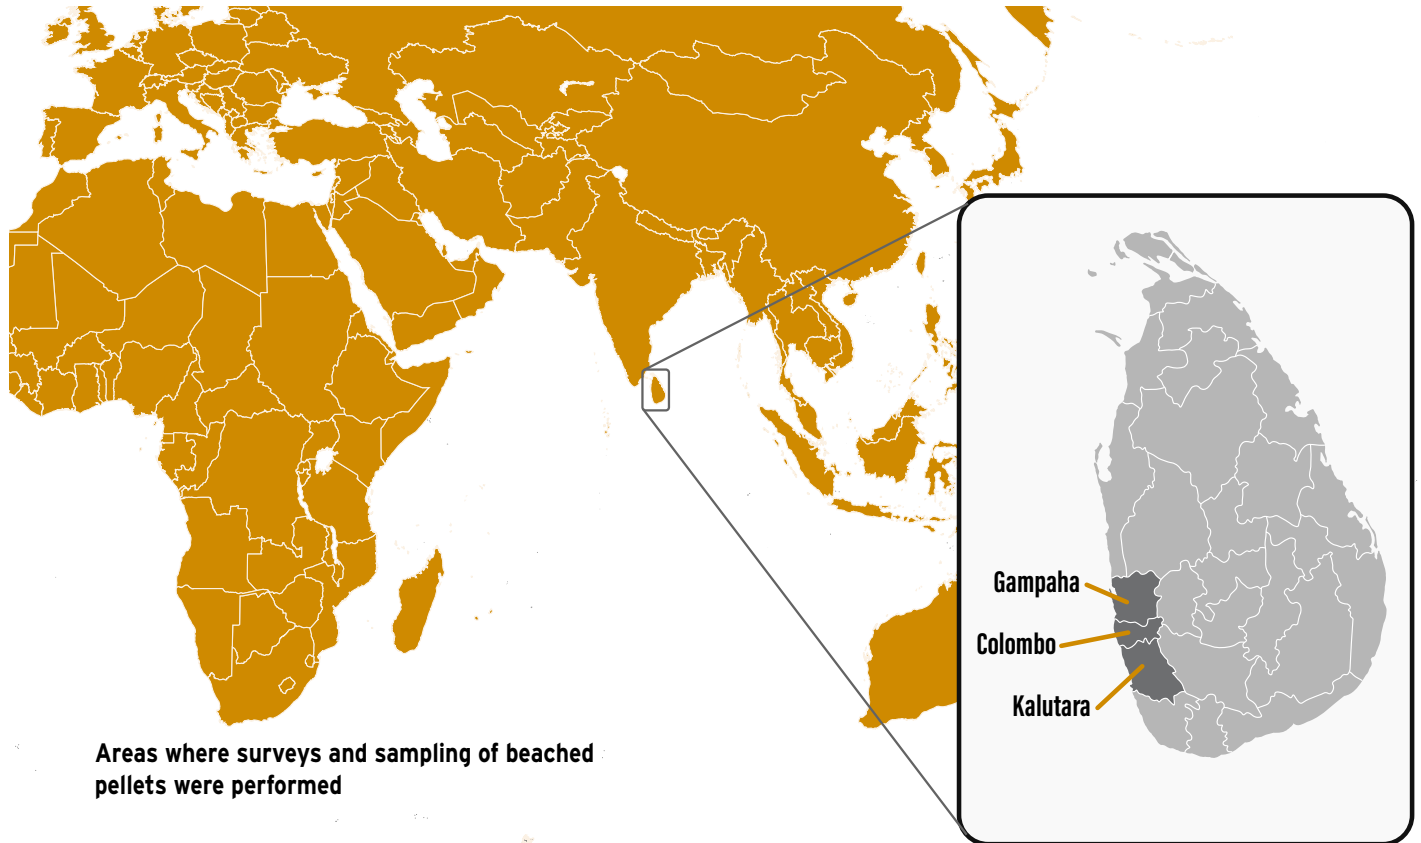 Gampaha
Colombo
Kalutara
Areas where surveys and sampling of beached
pellets were performed